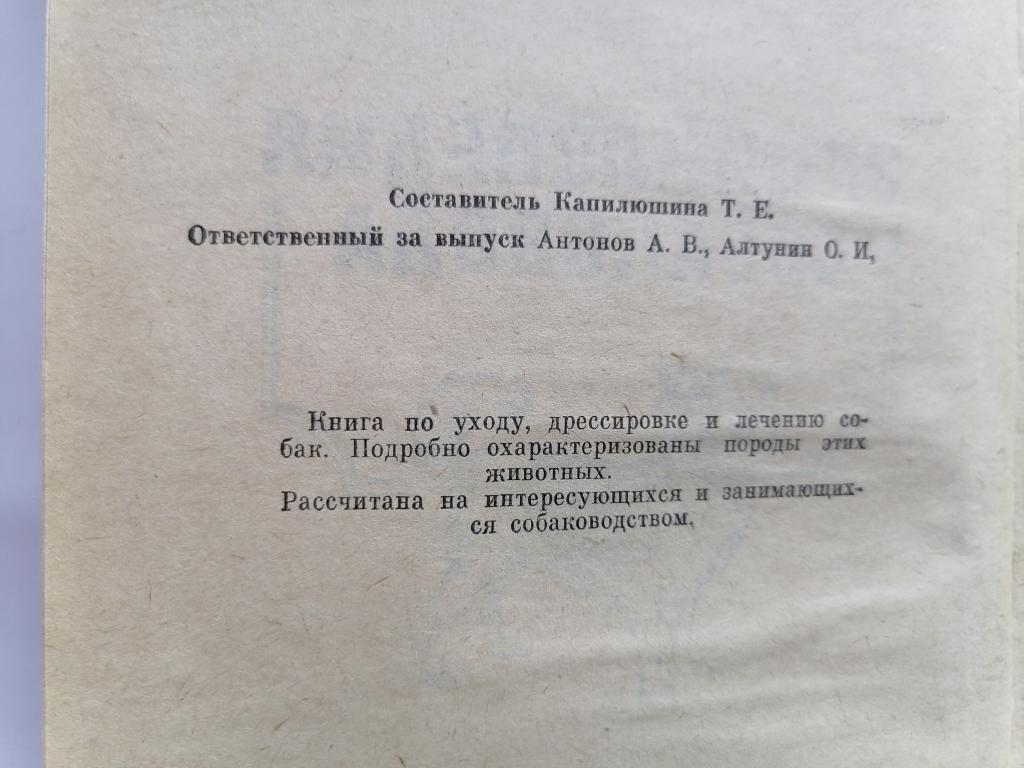 Составитель Капилюшина Т. Е.
Ответственный за выпуск Антонов А. В., Алтунин О. И,
Книга по уходу, дрессировке и лечению со-
бак. Подробно охарактеризованы породы этих
животных.
Рассчитана на интересующихся и занимающих-
ся собаководством.